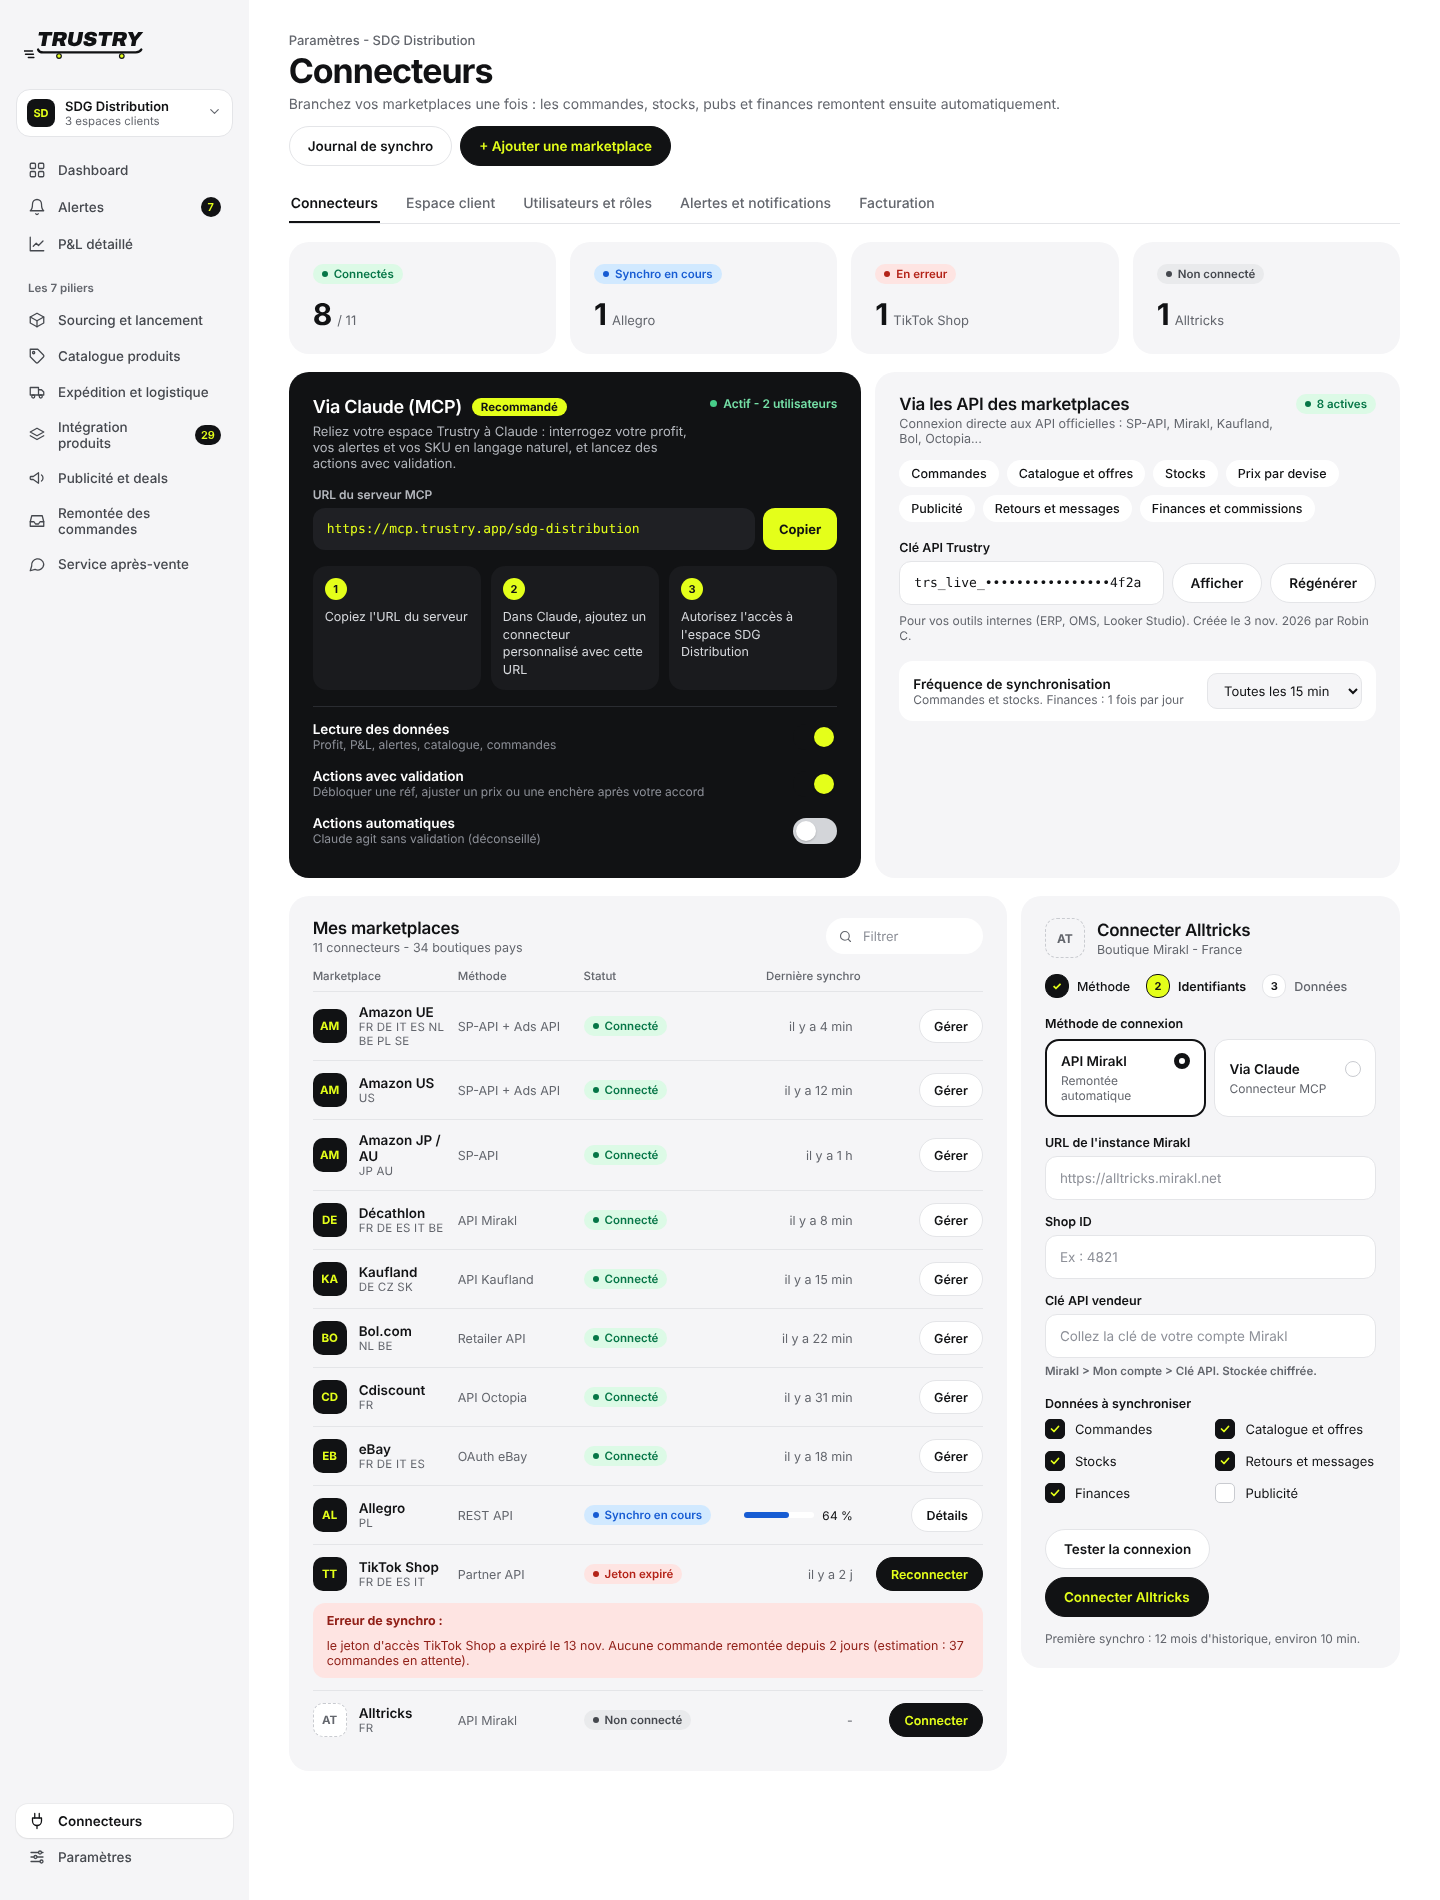 TRUSTRY
SD
SDG Distribution
3 espaces clients
Dashboard
Alertes
7
P&L détaillé
Les 7 piliers
Sourcing et lancement
Catalogue produits
Expédition et logistique
Intégration
produits
29
Publicité et deals
Remontée des
commandes
Service après-vente
Connecteurs
Paramètres
Paramètres - SDG Distribution
Connecteurs
Branchez vos marketplaces une fois : les commandes, stocks, pubs et finances remontent ensuite automatiquement.
Journal de synchro
+ Ajouter une marketplace
Connecteurs
Espace client
Utilisateurs et rôles
Alertes et notifications
Facturation
Connectés
8 / 11
Synchro en cours
1 Allegro
En erreur
1 TikTok Shop
Non connecté
1 Alltricks
Via Claude (MCP)
Recommandé
Actif - 2 utilisateurs
Reliez votre espace Trustry à Claude : interrogez votre profit,
vos alertes et vos SKU en langage naturel, et lancez des
actions avec validation.
URL du serveur MCP
https://mcp.trustry.app/sdg-distribution
Copier
1
Copiez l'URL du serveur
2
Dans Claude, ajoutez un
connecteur
personnalisé avec cette
URL
3
Autorisez l'accès à
l'espace SDG
Distribution
Lecture des données
Profit, P&L, alertes, catalogue, commandes
Actions avec validation
Débloquer une réf, ajuster un prix ou une enchère après votre accord
Actions automatiques
Claude agit sans validation (déconseillé)
Via les API des marketplaces
8 actives
Connexion directe aux API officielles : SP-API, Mirakl, Kaufland,
Bol, Octopia...
Commandes
Catalogue et offres
Stocks
Prix par devise
Publicité
Retours et messages
Finances et commissions
Clé API Trustry
trs_live_••••••••••••••••4f2a
Afficher
Régénérer
Pour vos outils internes (ERP, OMS, Looker Studio). Créée le 3 nov. 2026 par Robin
C.
Fréquence de synchronisation
Commandes et stocks. Finances : 1 fois par jour
Toutes les 15 min
Mes marketplaces
11 connecteurs - 34 boutiques pays
Filtrer
Marketplace Méthode Statut Dernière synchro
AM Amazon UE SP-API + Ads API Connecté il y a 4 min Gérer
FR DE IT ES NL
BE PL SE
AM Amazon US SP-API + Ads API Connecté il y a 12 min Gérer
US
AM Amazon JP / SP-API Connecté il y a 1 h Gérer
AU
JP AU
DE Décathlon API Mirakl Connecté il y a 8 min Gérer
FR DE ES IT BE
KA Kaufland API Kaufland Connecté il y a 15 min Gérer
DE CZ SK
BO Bol.com Retailer API Connecté il y a 22 min Gérer
NL BE
CD Cdiscount API Octopia Connecté il y a 31 min Gérer
FR
EB eBay OAuth eBay Connecté il y a 18 min Gérer
FR DE IT ES
AL Allegro REST API Synchro en cours 64 % Détails
PL
TT TikTok Shop Partner API Jeton expiré il y a 2 j Reconnecter
FR DE ES IT
Erreur de synchro :
le jeton d'accès TikTok Shop a expiré le 13 nov. Aucune commande remontée depuis 2 jours (estimation : 37
commandes en attente).
AT Alltricks API Mirakl Non connecté - Connecter
FR
AT
Connecter Alltricks
Boutique Mirakl - France
Méthode
2 Identifiants
3 Données
Méthode de connexion
API Mirakl
Remontée
automatique
Via Claude
Connecteur MCP
URL de l'instance Mirakl
https://alltricks.mirakl.net
Shop ID
Ex : 4821
Clé API vendeur
Collez la clé de votre compte Mirakl
Mirakl > Mon compte > Clé API. Stockée chiffrée.
Données à synchroniser
Commandes
Catalogue et offres
Stocks
Retours et messages
Finances
Publicité
Tester la connexion
Connecter Alltricks
Première synchro : 12 mois d'historique, environ 10 min.